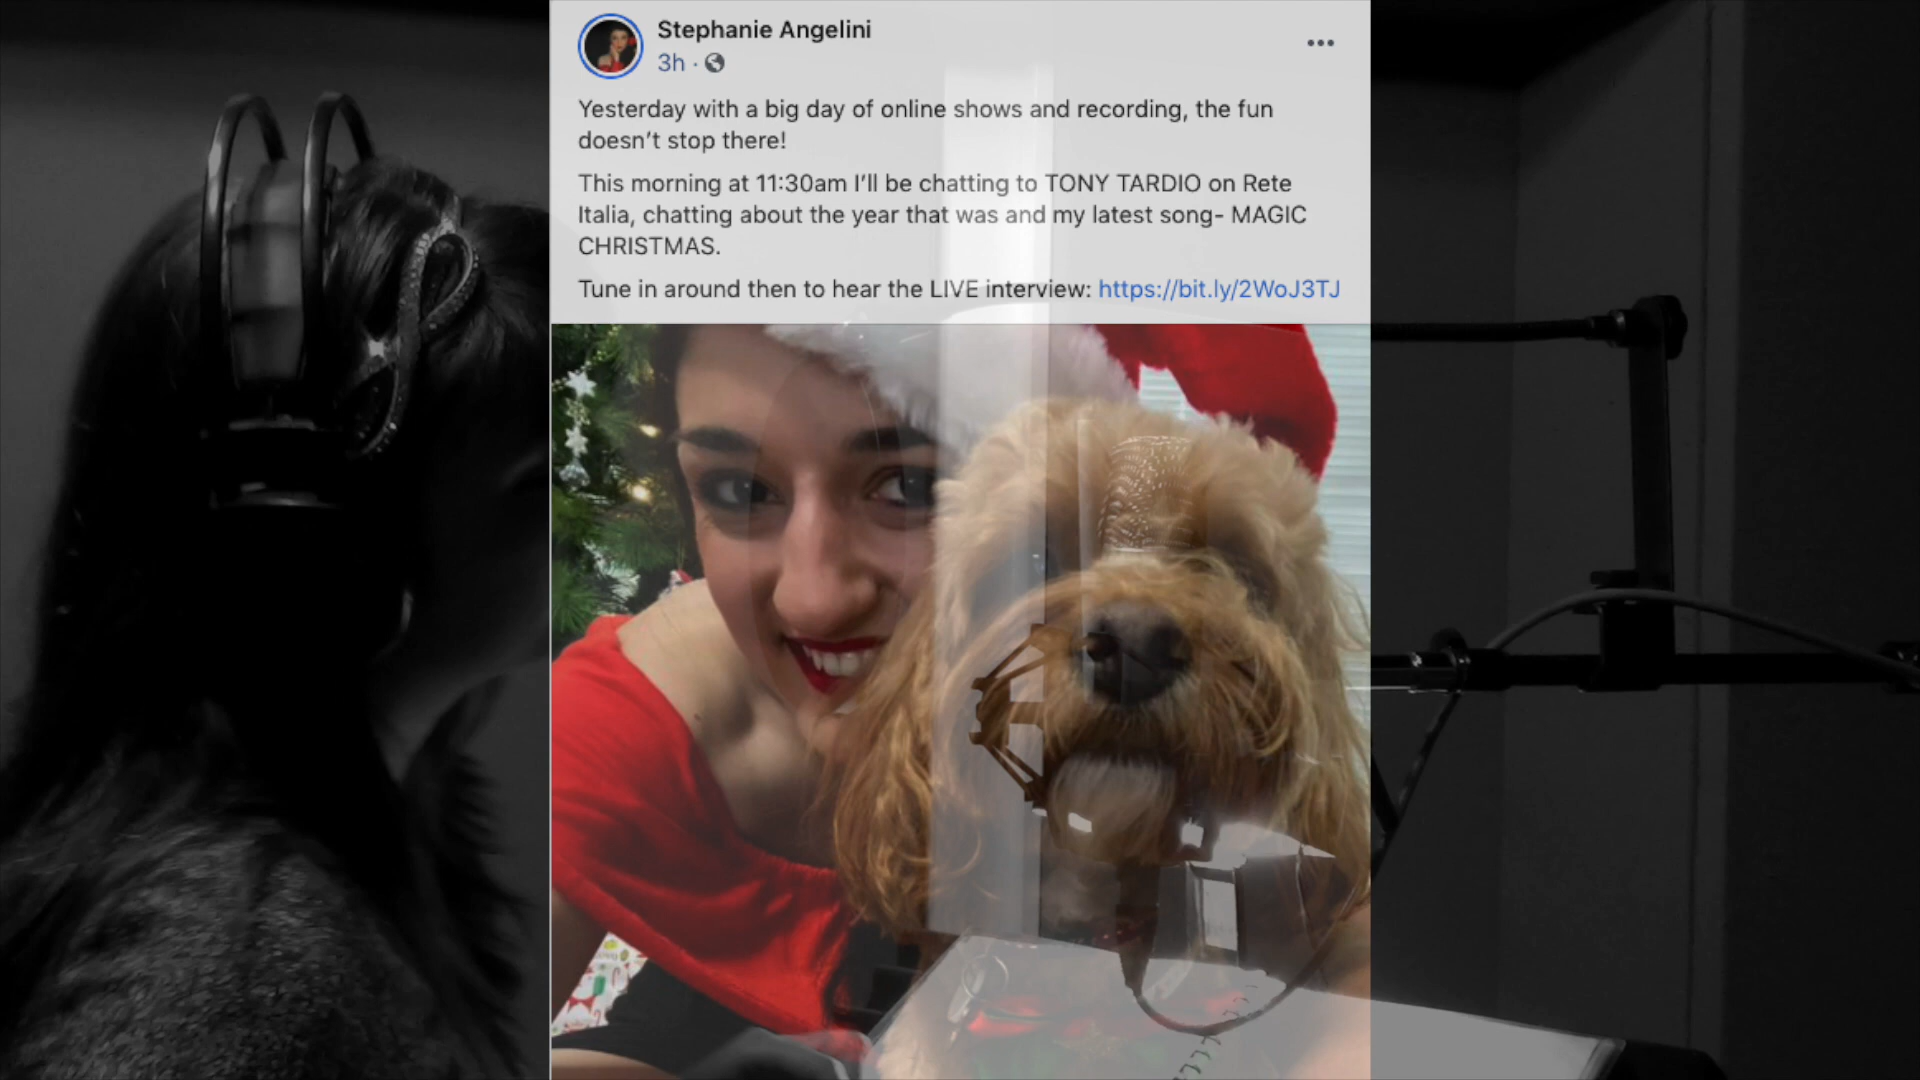 Stephanie Angelini
3h ·
Yesterday with a big day of online shows and recording, the fun
doesn't stop there!
This morning at 11:30am I'll be chatting to TONY TARDIO on Rete
Italia, chatting about the year that was and my latest song- MAGIC
CHRISTMAS.
Tune in around then to hear the LIVE interview: https://bit.ly/2WoJ3TJ